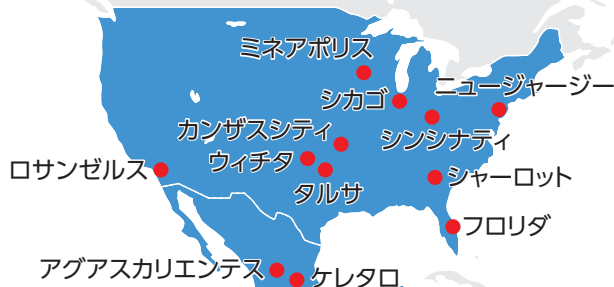 ミネアポリス
シカゴ
ニュージャージー
カンザスシティ
シンシナティ
ウィチタ
ロサンゼルス
タルサ
シャーロット
フロリダ
アグアスカリエンテス
ケレタロ